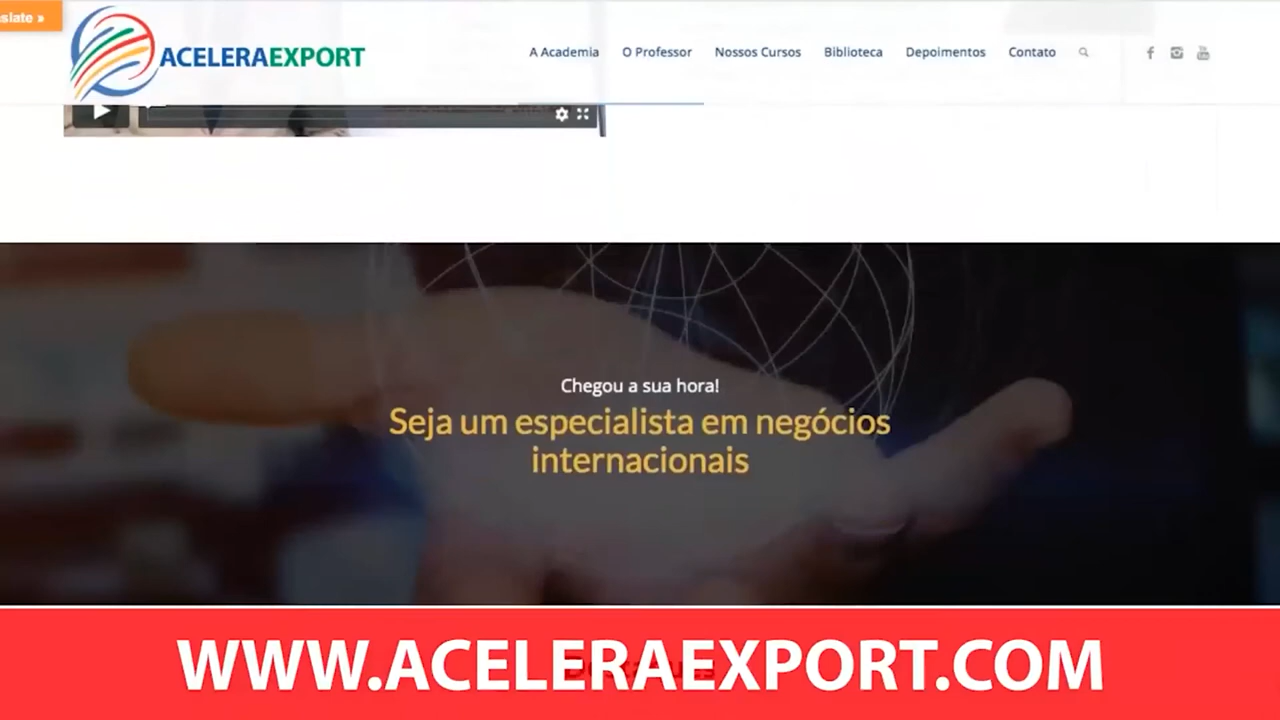 slate »
ACELERAEXPORT
A Academia O Professor Nossos Cursos Biblioteca Depoimentos Contato
Chegou a sua hora!
Seja um especialista em negócios
internacionais
WWW.ACELERAEXPORT.COM